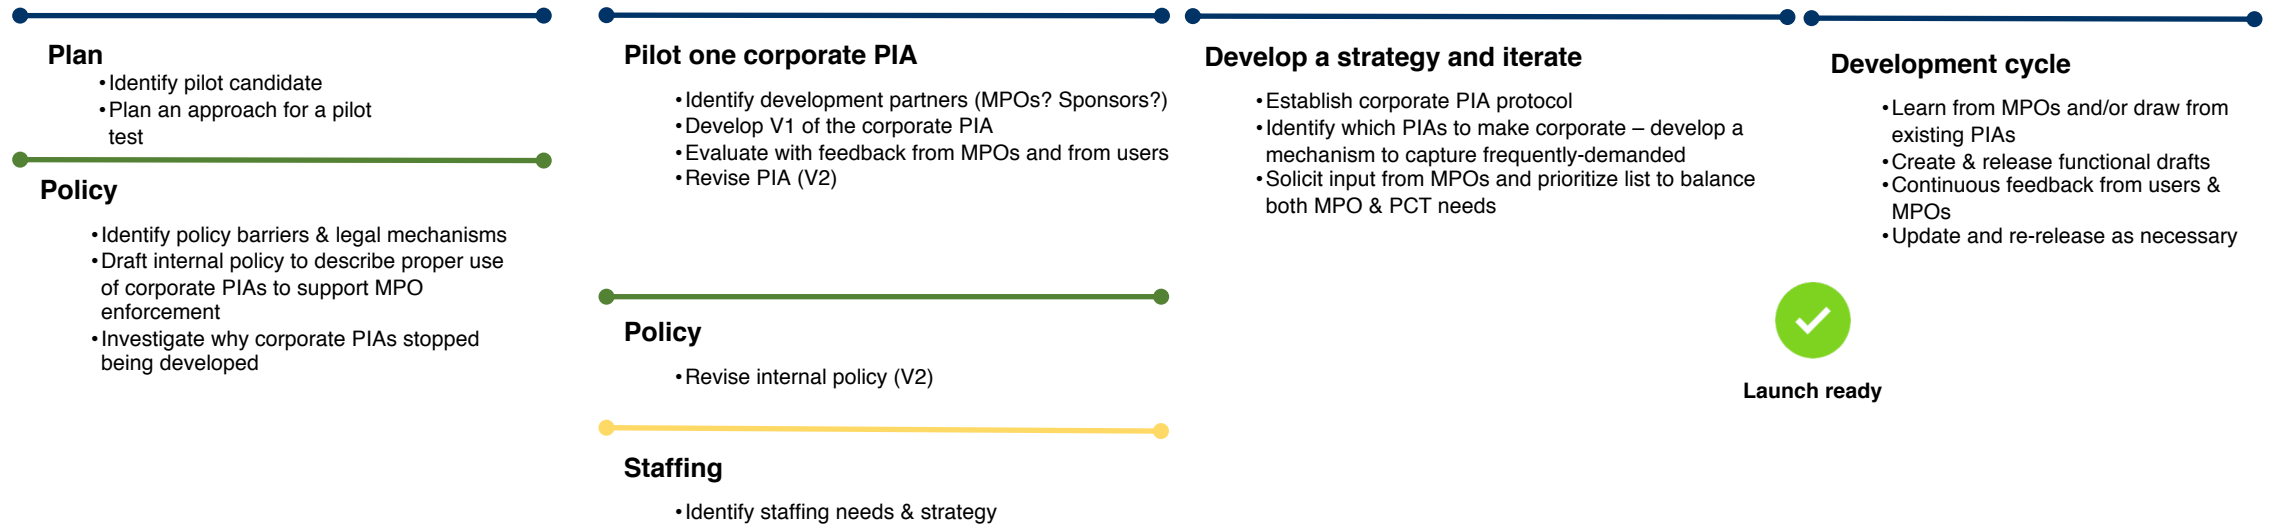 Plan
•Identify pilot candidate
•Plan an approach for a pilot
test
Policy
•Identify policy barriers & legal mechanisms
•Draft internal policy to describe proper use
of corporate PIAs to support MPO
enforcement
•Investigate why corporate PIAs stopped
being developed
Pilot one corporate PIA
•Identify development partners (MPOs? Sponsors?)
•Develop V1 of the corporate PIA
•Evaluate with feedback from MPOs and from users
•Revise PIA (V2)
Policy
•Revise internal policy (V2)
Staffing
•Identify staffing needs & strategy
Develop a strategy and iterate
•Establish corporate PIA protocol
•Identify which PIAs to make corporate – develop a
mechanism to capture frequently-demanded
•Solicit input from MPOs and prioritize list to balance
both MPO & PCT needs
Development cycle
•Learn from MPOs and/or draw from
existing PIAs
•Create & release functional drafts
•Continuous feedback from users &
MPOs
•Update and re-release as necessary
Launch ready